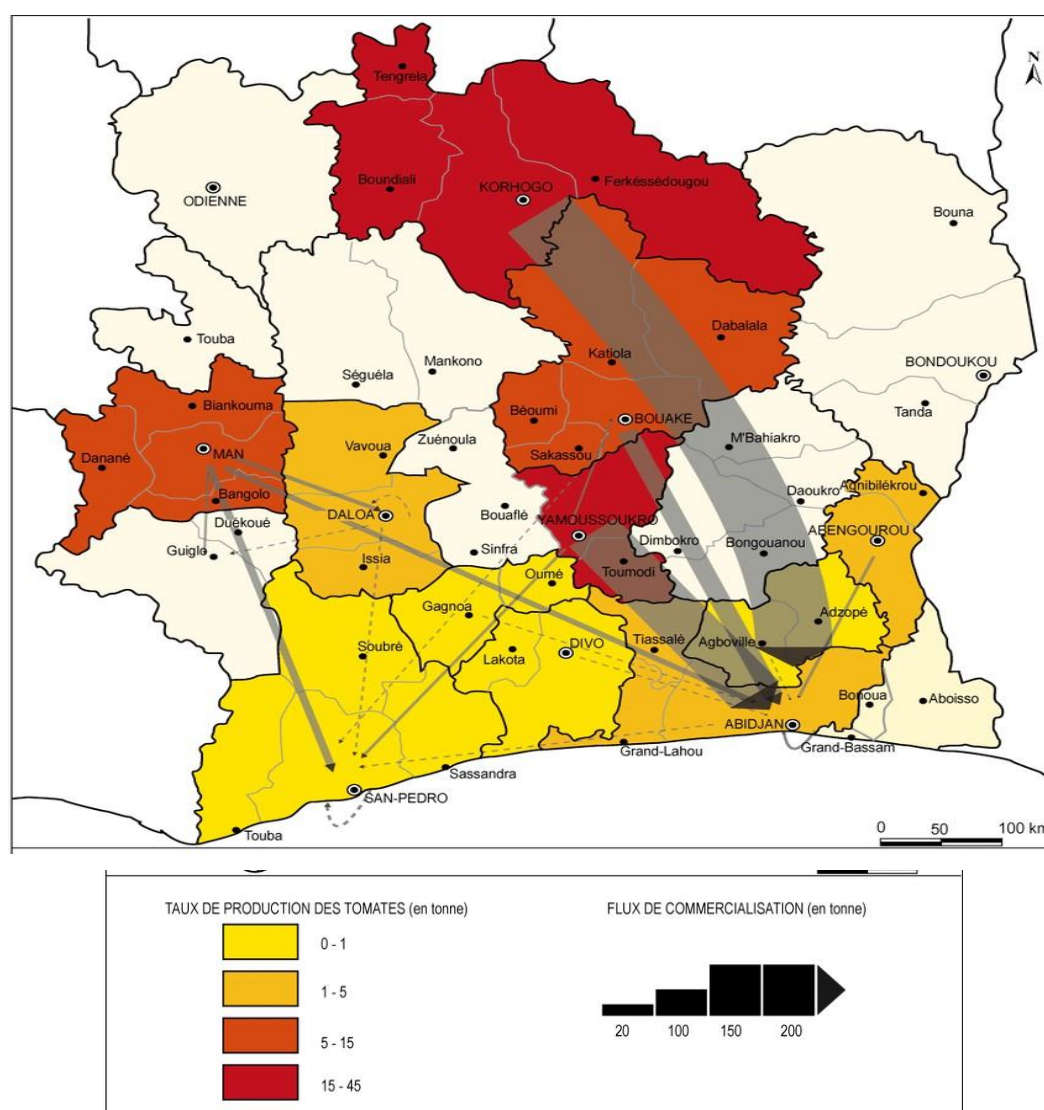 N
Tengrela
Boundiali
KORHOGO
Ferkéssédougou
ODIENNE
Bouna
Touba
Dabalala
Katiola
Mankono
Séguéla
BONDOUKOU
Biankouma
Béoumi
BOUAKE
Tanda
Zuénoula
M'Bahiakro
Vavoua
MAN
Danané
Sakassou
Agnibilékrou
Bangolo
Daoukro
Bouaflé
DALOA
YAMOUSSOUKRO
Duékoué
ABENGOUROU
Guiglo
Sinfra
Dimbokro
Bongouanou
Issia
Toumodi
Oumé
Gagnoa
Adzopé
Soubré
Lakota
DIVO
Tiassalé
Agboville
Bonoua
Aboisso
ABIDJAN
Grand-Lahou
Grand-Bassam
Sassandra
SAN-PEDRO
Touba
0 50 100 km
TAUX DE PRODUCTION DES TOMATES (en tonne)
0 - 1
1 - 5
5 - 15
15 - 45
FLUX DE COMMERCIALISATION (en tonne)
20 100 150 200